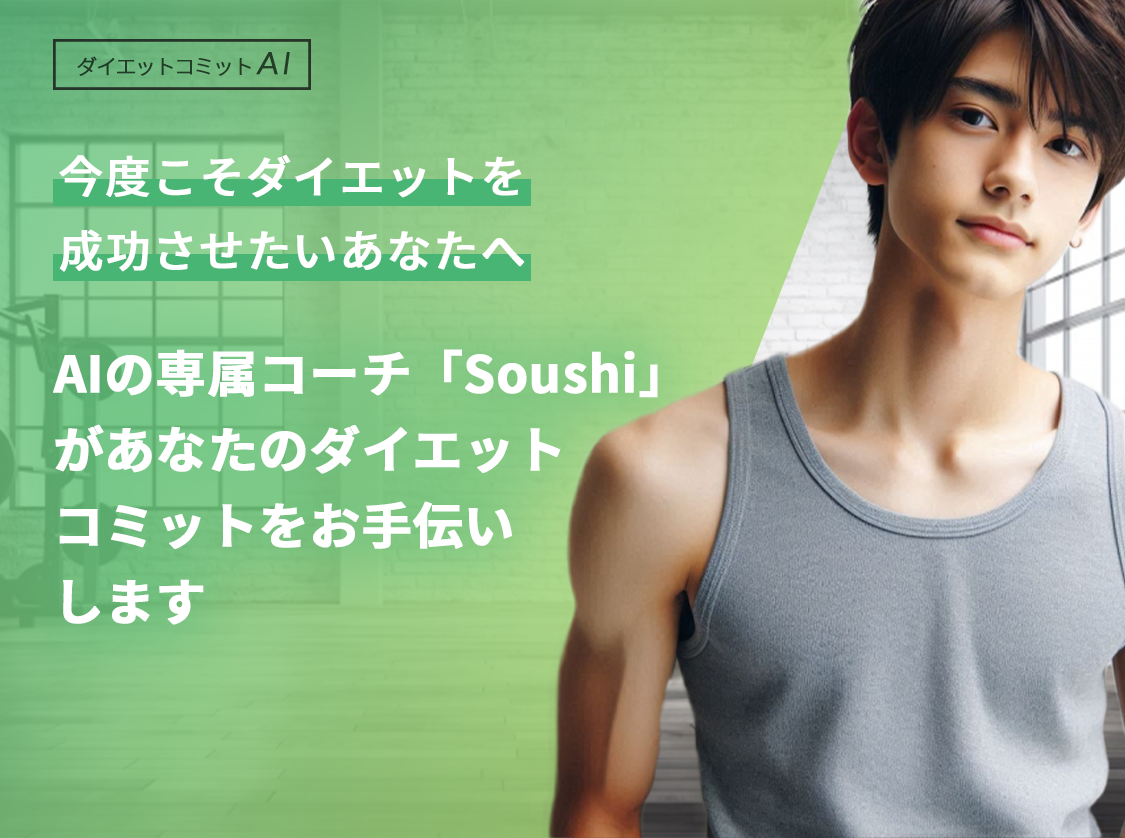 ダイエットコミットAI
今度こそダイエットを
成功させたいあなたへ
AIの専属コーチ「Soushi」
があなたのダイエット
コミットをお手伝い
します